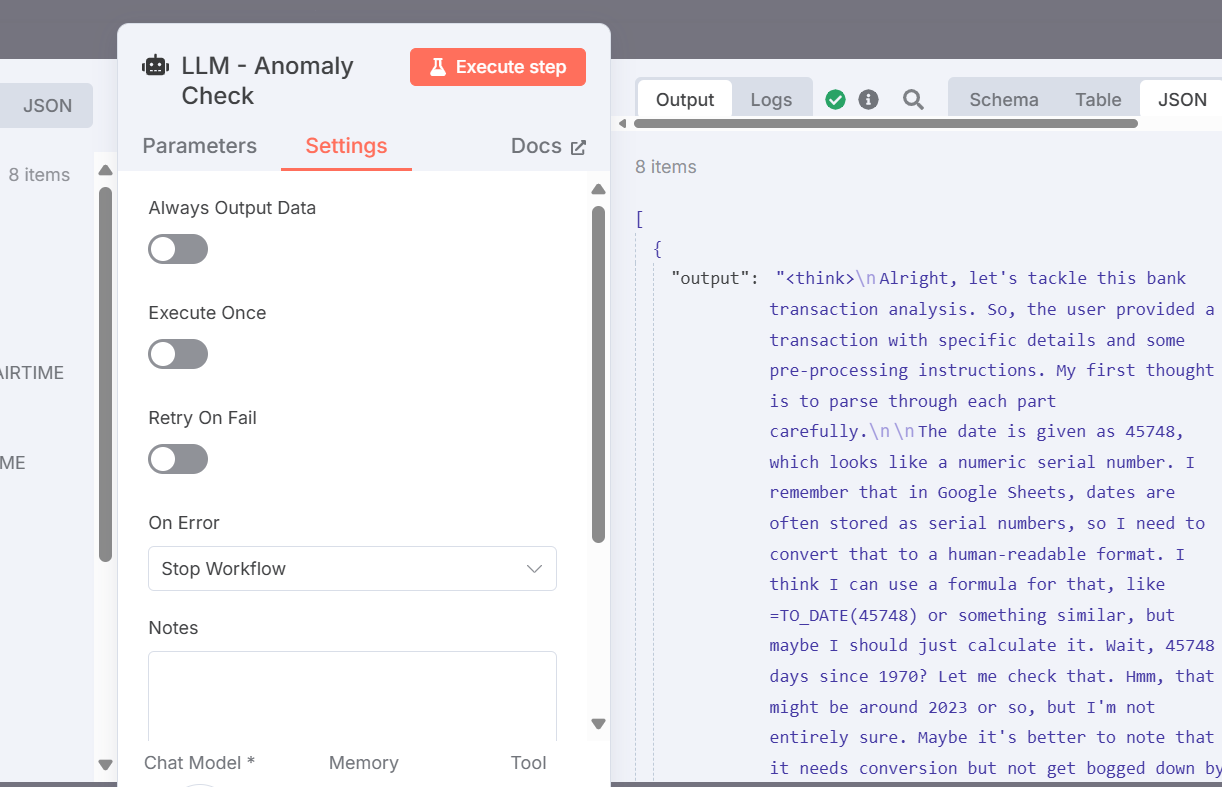 JSON
8 items
AIRTIME
ME
LLM - Anomaly
Check
Execute step
Parameters
Settings
Docs
Always Output Data
Execute Once
Retry On Fail
On Error
Stop Workflow
Notes
Chat Model *
Memory
Tool
Output
Logs
Schema
Table
JSON
8 items
[
{
"output": "<think>\nAlright, let's tackle this bank
transaction analysis. So, the user provided a
transaction with specific details and some
pre-processing instructions. My first thought
is to parse through each part
carefully.\n\nThe date is given as 45748,
which looks like a numeric serial number. I
remember that in Google Sheets, dates are
often stored as serial numbers, so I need to
convert that to a human-readable format. I
think I can use a formula for that, like
=TO_DATE(45748) or something similar, but
maybe I should just calculate it. Wait, 45748
days since 1970? Let me check that. Hmm, that
might be around 2023 or so, but I'm not
entirely sure. Maybe it's better to note that
it needs conversion but not get bogged down by